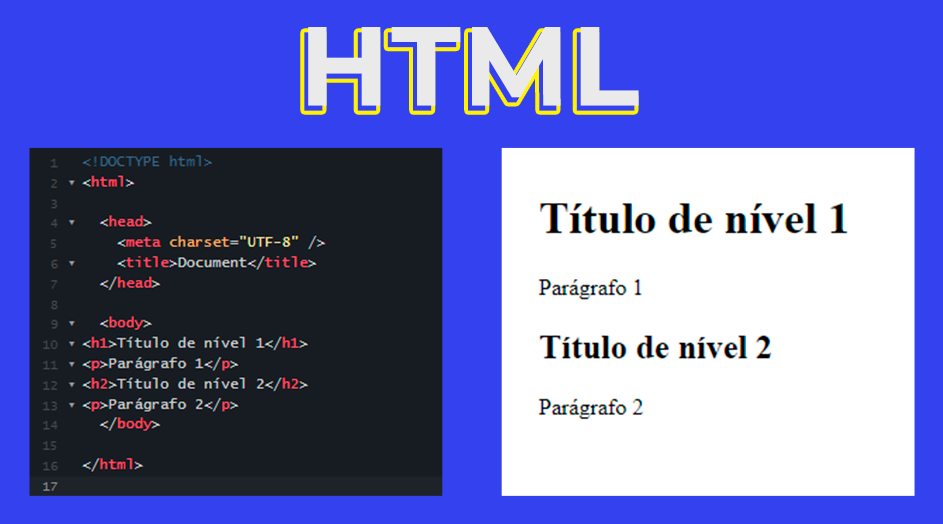 HTML
1 <!DOCTYPE html>
2 <html>
3
4 <head>
5 <meta charset="UTF-8" />
6 <title>Document</title>
7 </head>
8
9 <body>
10 <h1>Título de nível 1</h1>
11 <p>Parágrafo 1</p>
12 <h2>Título de nível 2</h2>
13 <p>Parágrafo 2</p>
14 </body>
15
16 </html>
17
Título de nível 1
Parágrafo 1
Título de nível 2
Parágrafo 2